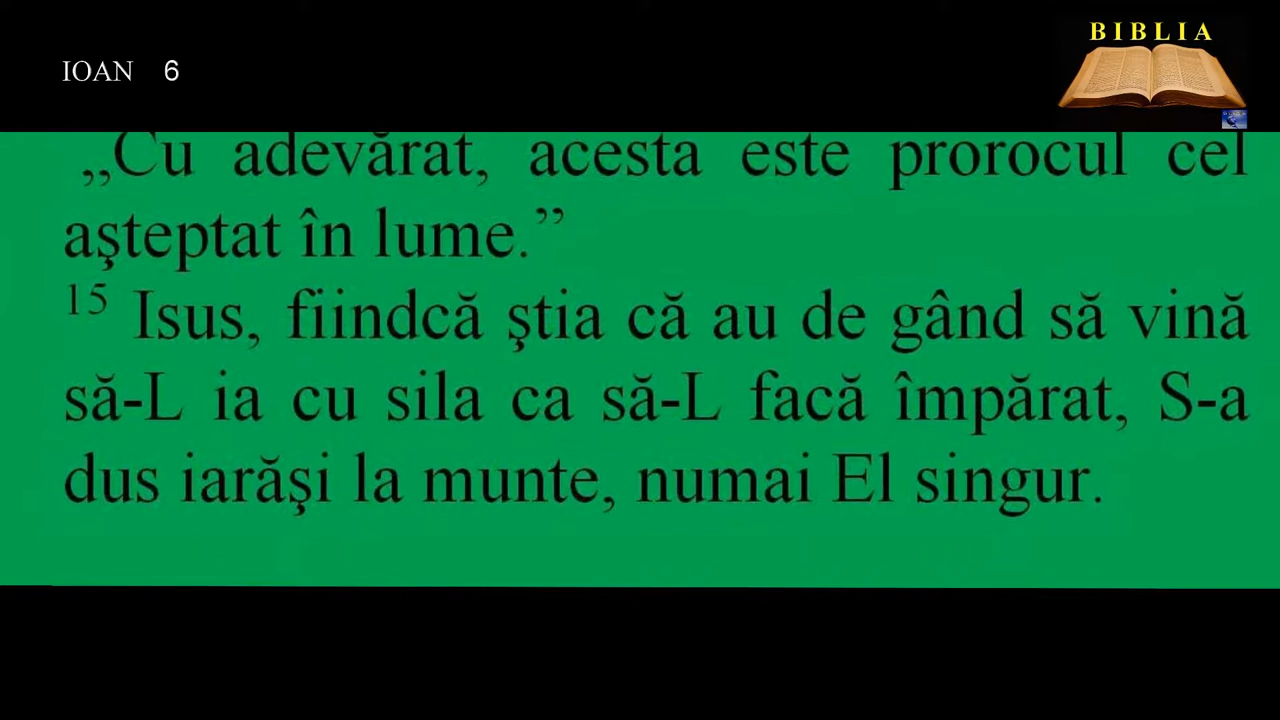 BIBLIA
IOAN 6
„Cu adevărat, acesta este prorocul cel
aşteptat în lume.”
15 Isus, fiindcă ştia că au de gând să vină
să-L ia cu sila ca să-L facă împărat, S-a
dus iarăşi la munte, numai El singur.